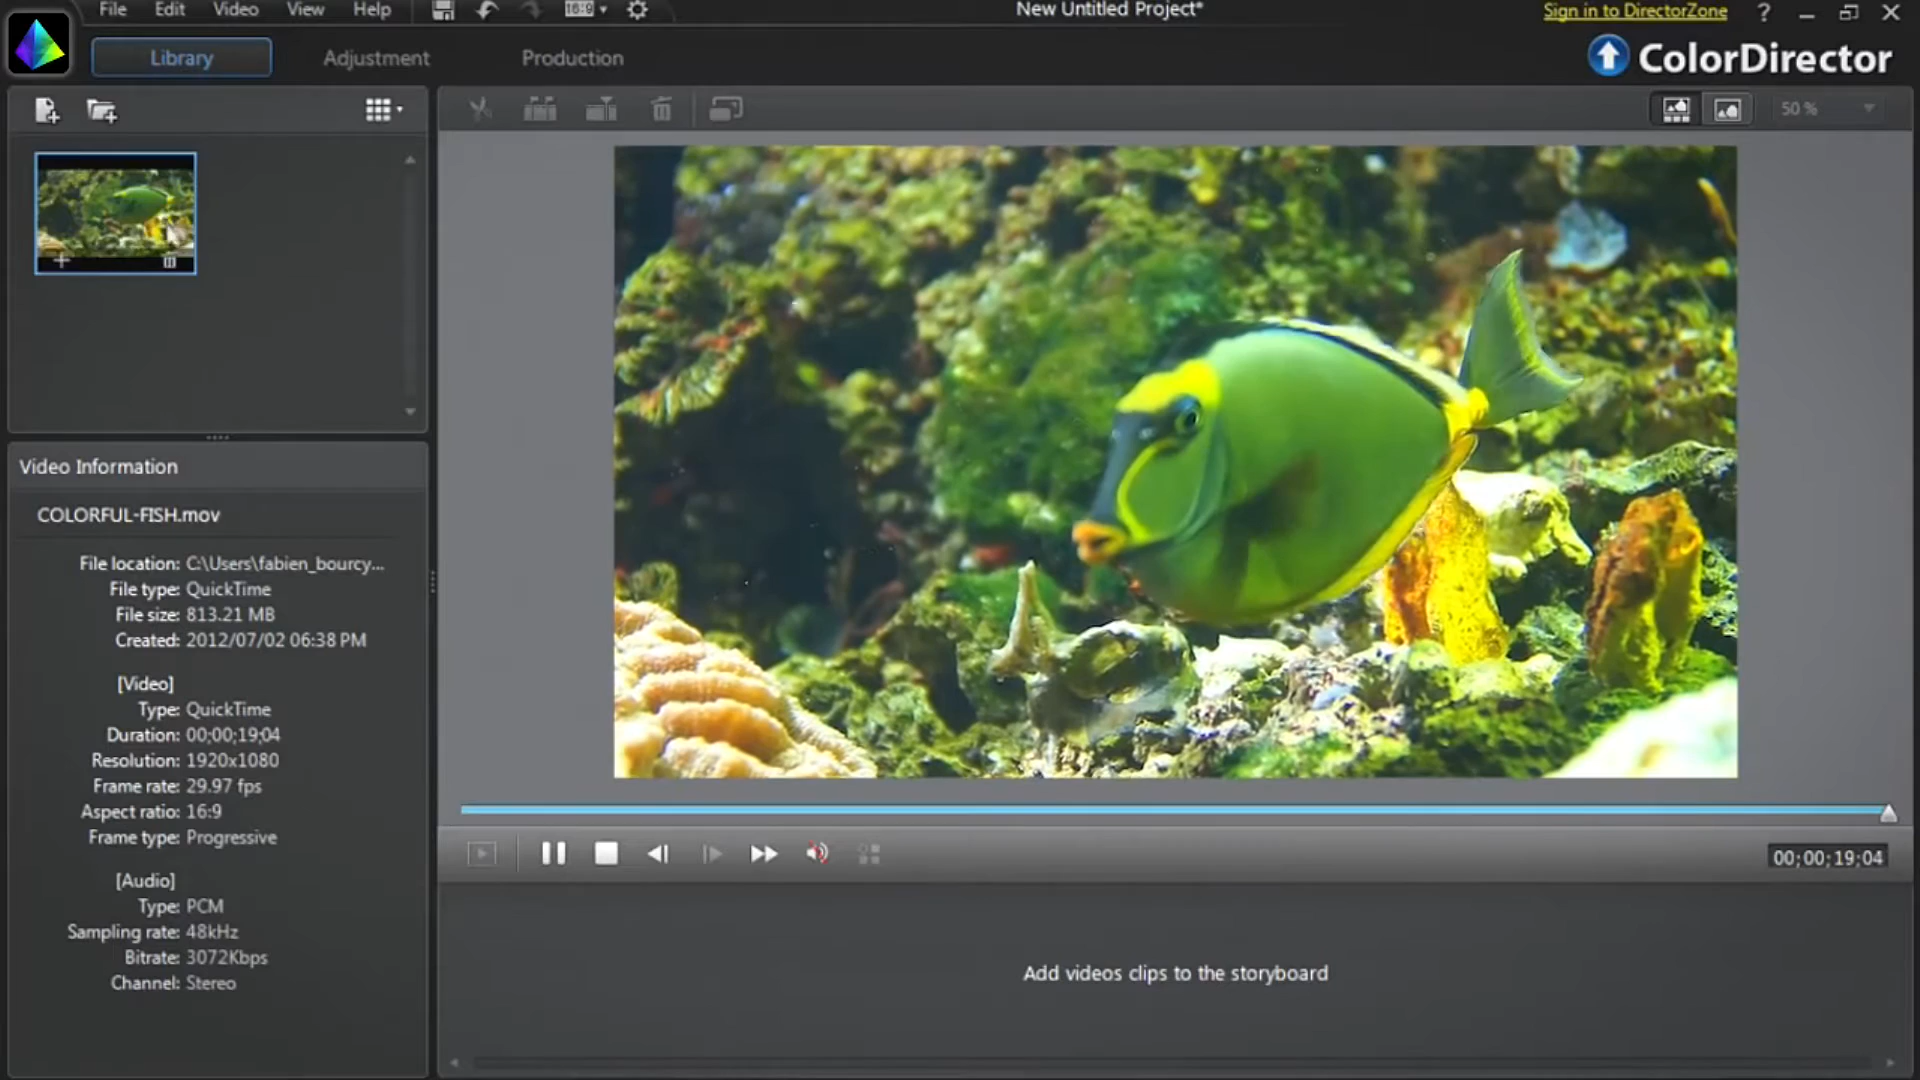 File Edit Video View Help
16:9
New Untitled Project*
Sign in to DirectorZone
?
Library Adjustment Production
ColorDirector
50 %
Video Information
COLORFUL-FISH.mov
File location: C:\Users\fabien_bourcy...
File type: QuickTime
File size: 813.21 MB
Created: 2012/07/02 06:38 PM
[Video]
Type: QuickTime
Duration: 00;00;19;04
Resolution: 1920x1080
Frame rate: 29.97 fps
Aspect ratio: 16:9
Frame type: Progressive
[Audio]
Type: PCM
Sampling rate: 48kHz
Bitrate: 3072Kbps
Channel: Stereo
00;00;19;04
Add videos clips to the storyboard